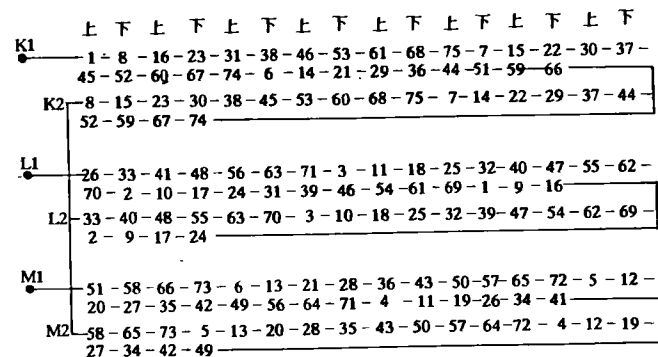 上 下 上 下 上 下 上 下 上 下 上 下 上 下 上 下
K1 1-8-16-23-31-38-46-53-61-68-75-7-15-22-30-37-
45-52-60-67-74-6-14-21-29-36-44-51-59-66
K2 8-15-23-30-38-45-53-60-68-75-7-14-22-29-37-44
52-59-67-74
L1 26-33-41-48-56-63-71-3-11-18-25-32-40-47-55-62-
70-2-10-17-24-31-39-46-54-61-69-1-9-16
L2 33-40-48-55-63-70-3-10-18-25-32-39-47-54-62-69
2-9-17-24
M1 51-58-66-73-6-13-21-28-36-43-50-57-65-72-5-12-
20-27-35-42-49-56-64-71-4-11-19-26-34-41
M2 58-65-73-5-13-20-28-35-43-50-57-64-72-4-12-19-
27-34-42-49